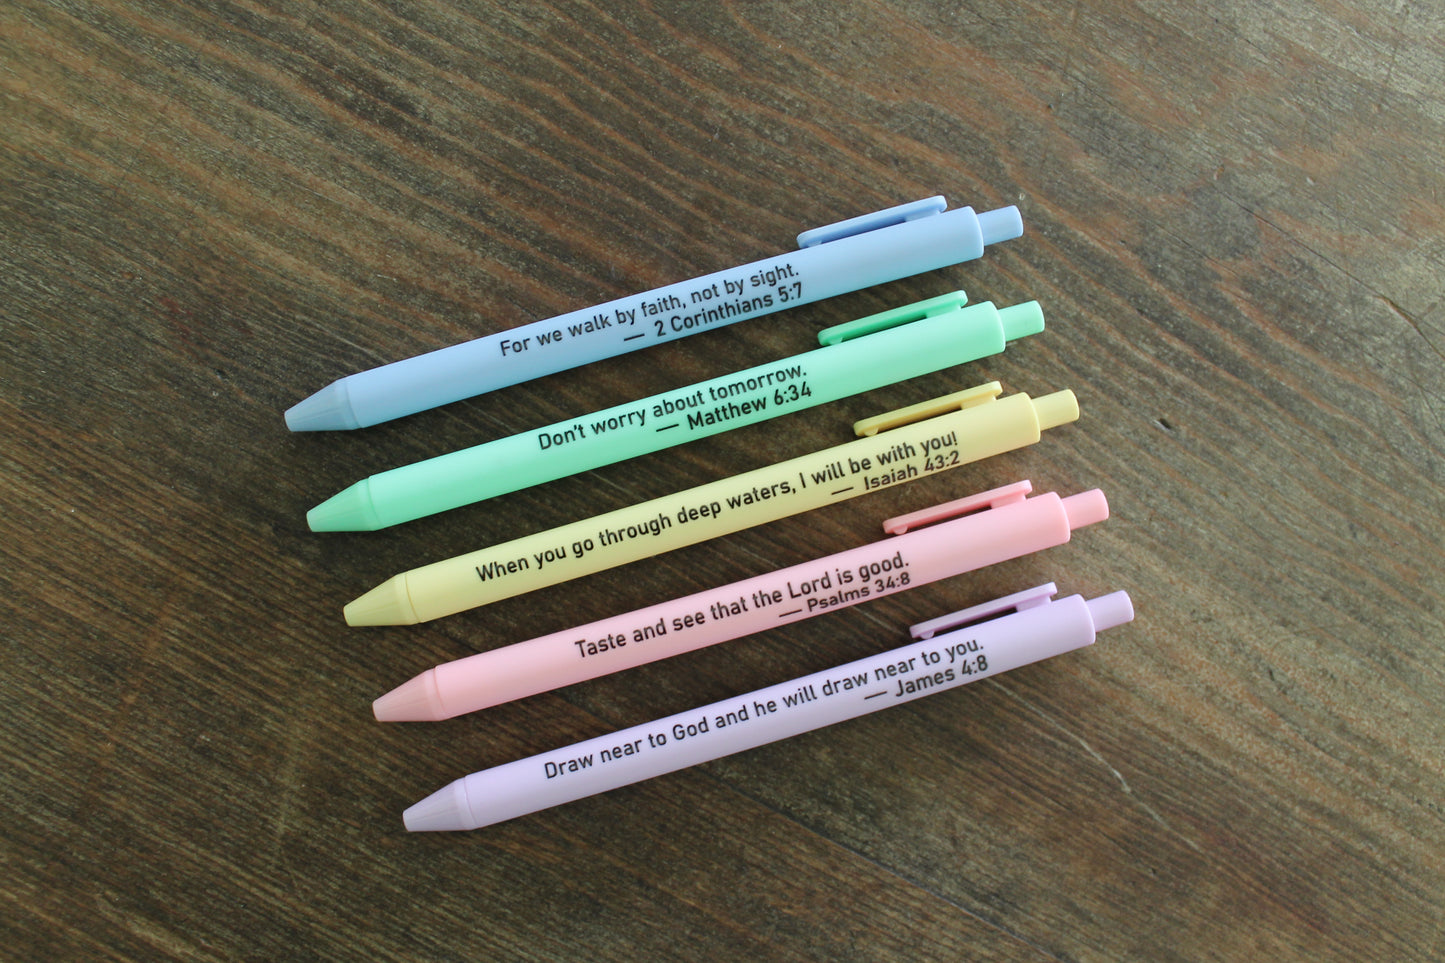 For we walk by faith, not by sight.
— 2 Corinthians 5:7
Don't worry about tomorrow.
— Matthew 6:34
When you go through deep waters, I will be with you!
— Isaiah 43:2
Taste and see that the Lord is good.
— Psalms 34:8
Draw near to God and he will draw near to you.
— James 4:8